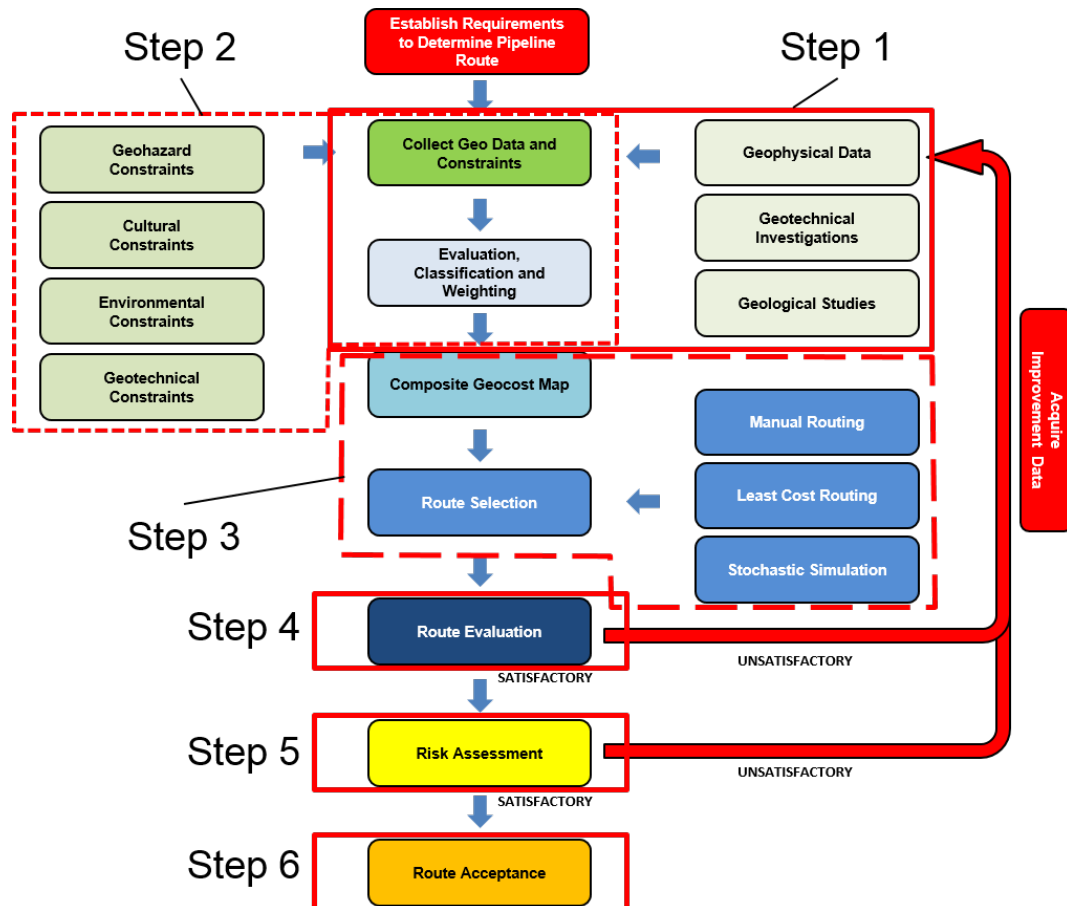 Establish Requirements
to Determine Pipeline
Route
Step 2
Step 1
Geohazard
Constraints
Collect Geo Data and
Constraints
Geophysical Data
Cultural
Constraints
Geotechnical
Investigations
Evaluation,
Classification and
Weighting
Environmental
Constraints
Geological Studies
Geotechnical
Constraints
Composite Geocost Map
Acquire
Improvement Data
Manual Routing
Step 3
Route Selection
Least Cost Routing
Stochastic Simulation
Step 4
Route Evaluation
UNSATISFACTORY
SATISFACTORY
Step 5
Risk Assessment
UNSATISFACTORY
SATISFACTORY
Step 6
Route Acceptance